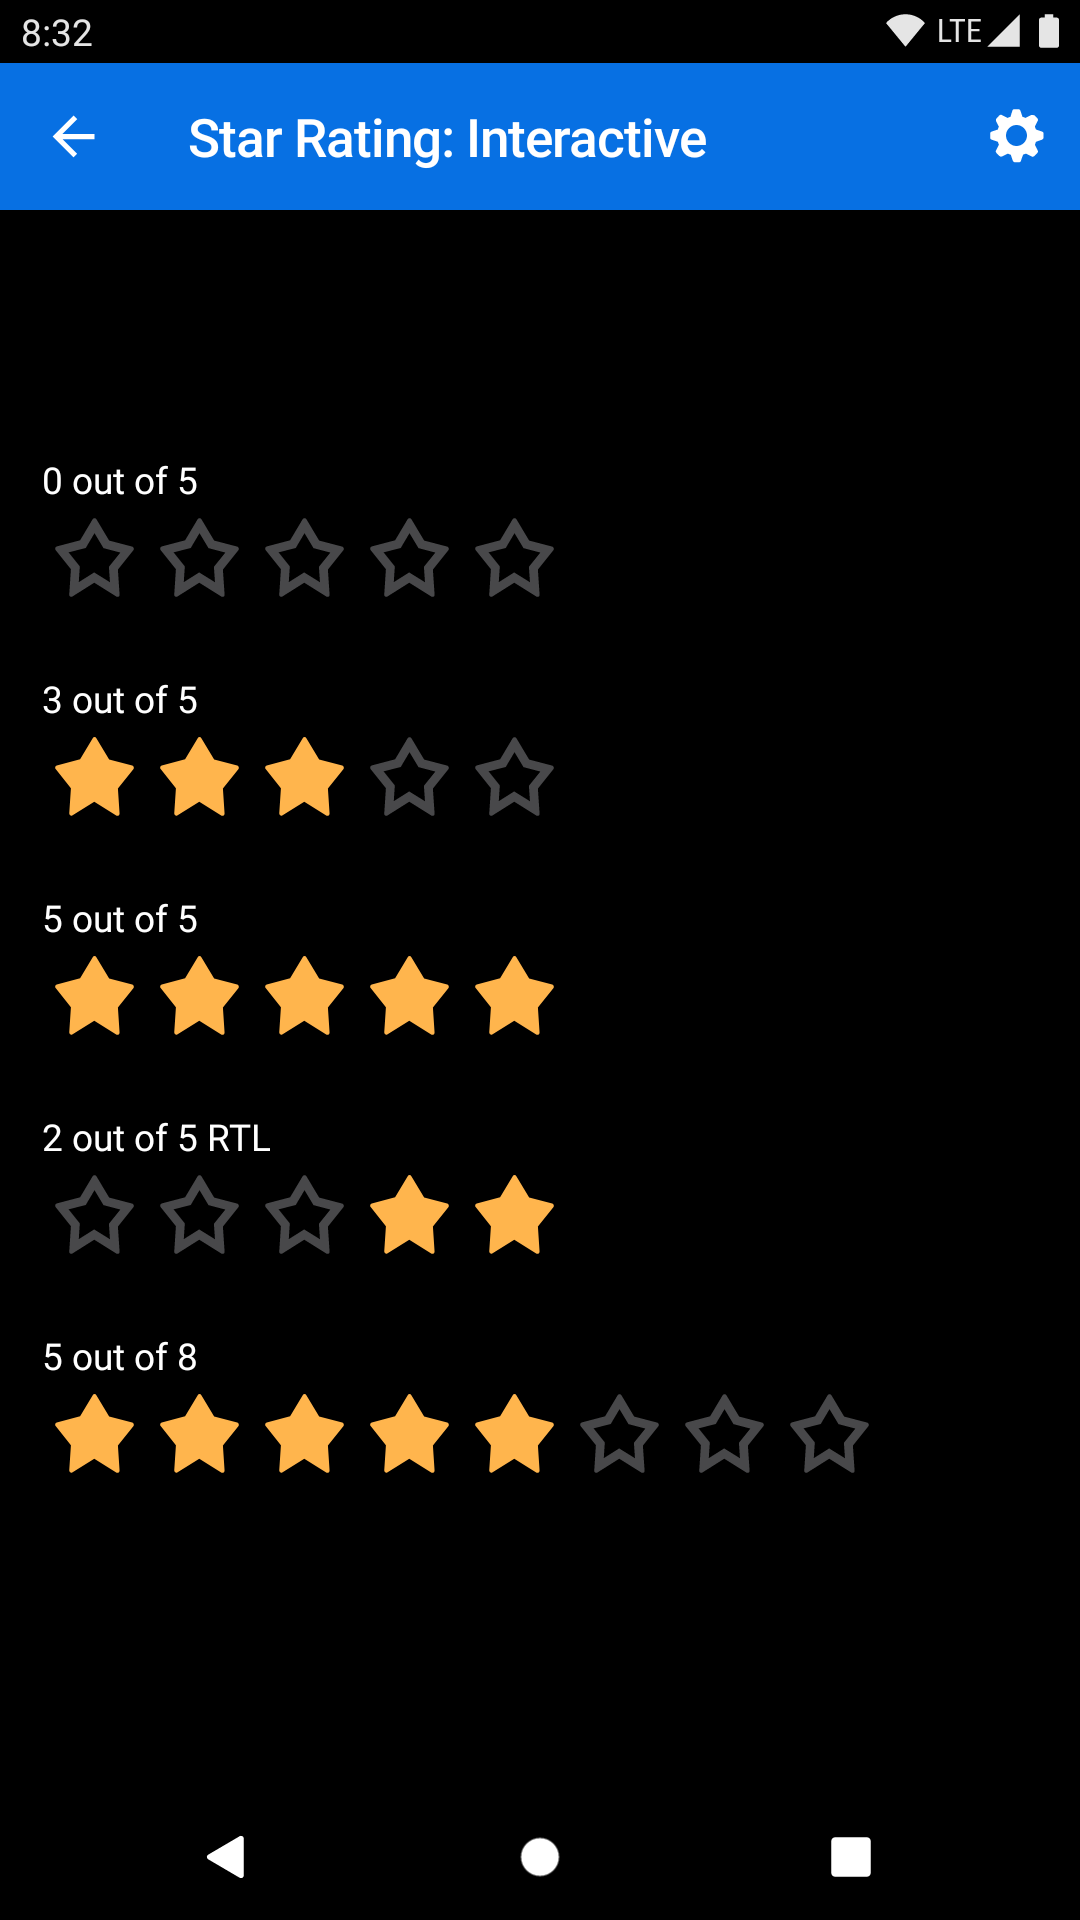 8:32
LTE
Star Rating: Interactive
0 out of 5
3 out of 5
5 out of 5
2 out of 5 RTL
5 out of 8